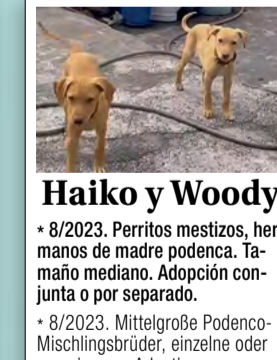 Haiko y Woody
* 8/2023. Perritos mestizos, her
manos de madre podenca. Ta-
maño mediano. Adopción con-
junta o por separado.
* 8/2023. Mittelgroße Podenco-
Mischlingsbrüder, einzelne oder